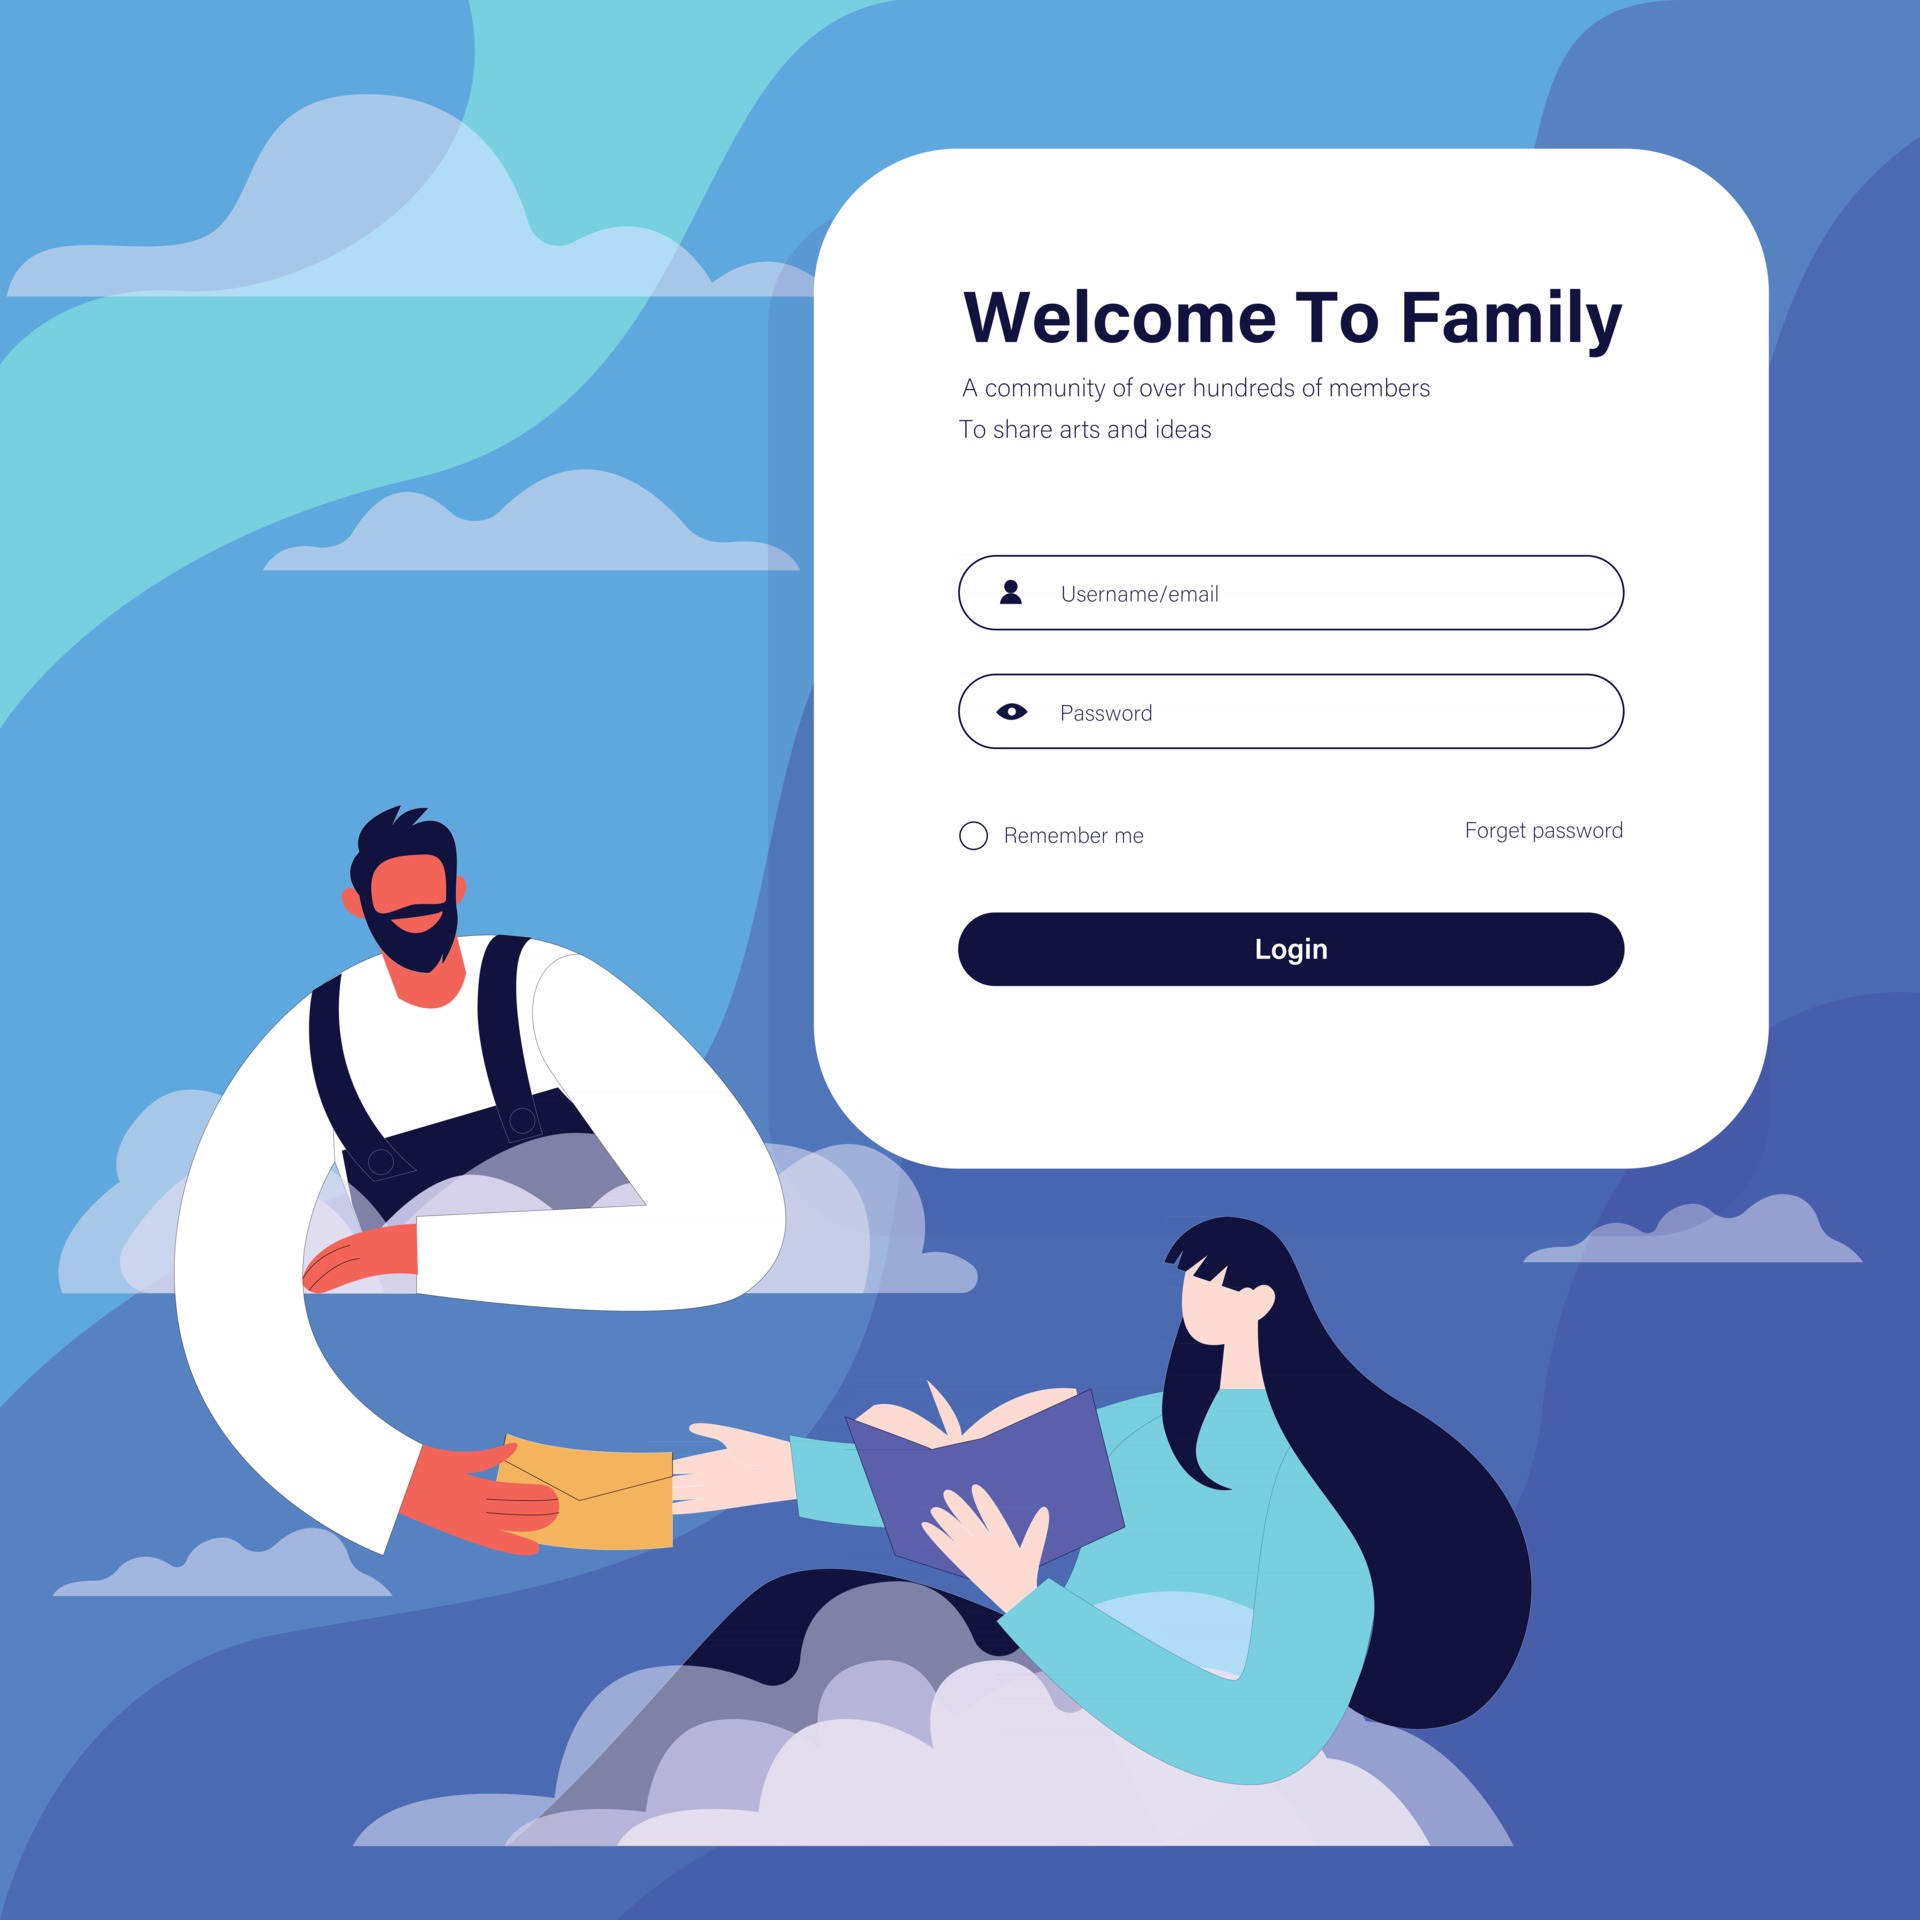 Welcome To Family
A community of over hundreds of members
To share arts and ideas
Username/email
Password
Remember me
Forget password
Login